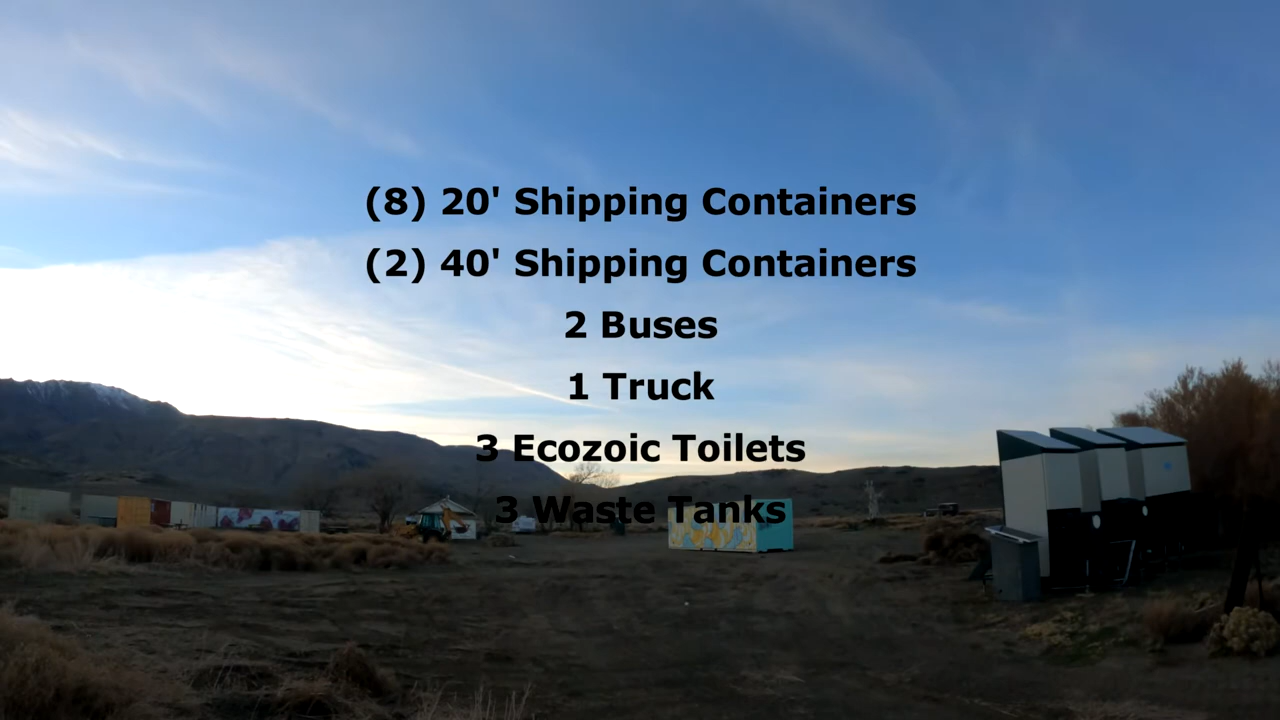 (8) 20' Shipping Containers
(2) 40' Shipping Containers
2 Buses
1 Truck
3 Ecozoic Toilets
3 Waste Tanks